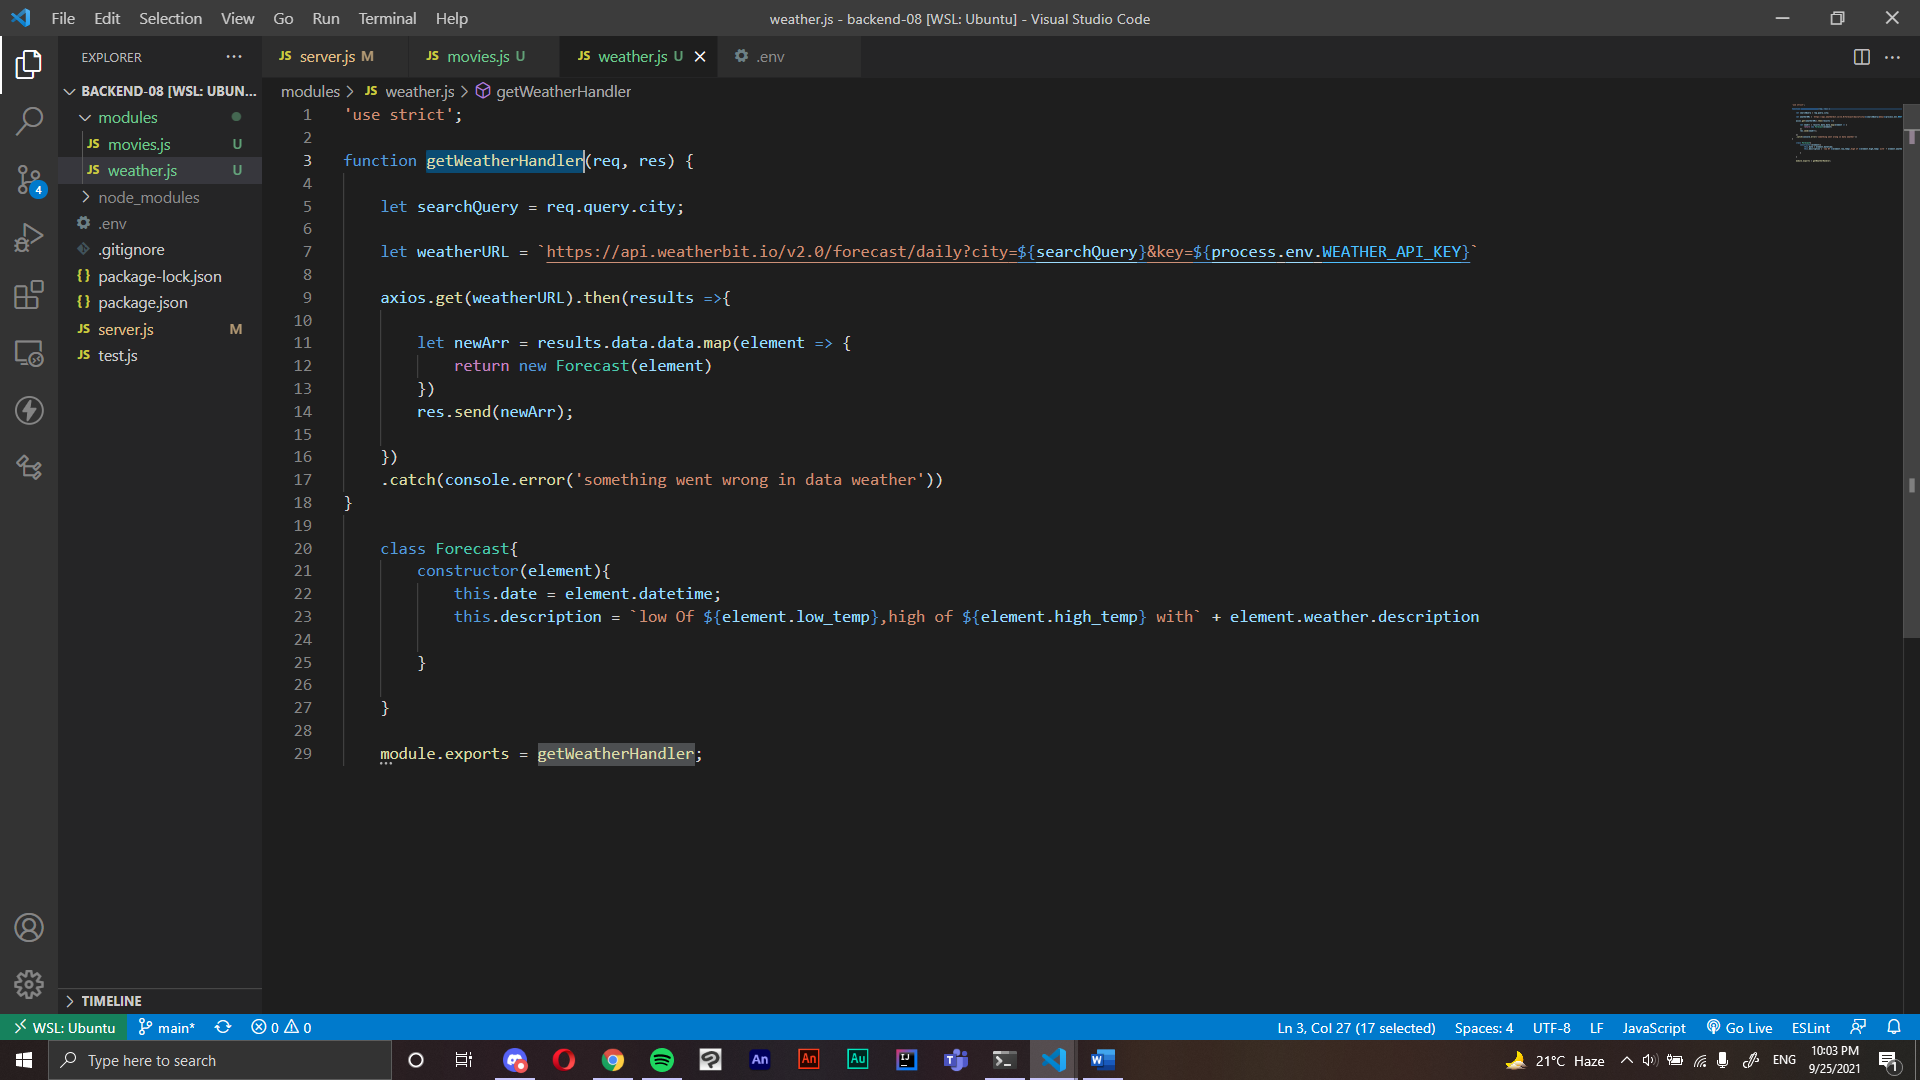 File Edit Selection View Go Run Terminal Help
weather.js - backend-08 [WSL: Ubuntu] - Visual Studio Code
EXPLORER
JS server.js M
JS movies.js U
JS weather.js U
.env
BACKEND-08 [WSL: UBUN...
modules
JS movies.js U
JS weather.js U
node_modules
.env
.gitignore
{} package-lock.json
{} package.json
JS server.js M
JS test.js
4
TIMELINE
modules > JS weather.js > getWeatherHandler
1 'use strict';
2
3 function getWeatherHandler(req, res) {
4
5 let searchQuery = req.query.city;
6
7 let weatherURL = `https://api.weatherbit.io/v2.0/forecast/daily?city=${searchQuery}&key=${process.env.WEATHER_API_KEY}`
8
9 axios.get(weatherURL).then(results =>{
10
11 let newArr = results.data.data.map(element => {
12 return new Forecast(element)
13 })
14 res.send(newArr);
15
16 })
17 .catch(console.error('something went wrong in data weather'))
18 }
19
20 class Forecast{
21 constructor(element){
22 this.date = element.datetime;
23 this.description = `low Of ${element.low_temp},high of ${element.high_temp} with` + element.weather.description
24
25 }
26
27 }
28
29 module.exports = getWeatherHandler;
WSL: Ubuntu main* 0 0
Ln 3, Col 27 (17 selected) Spaces: 4 UTF-8 LF JavaScript Go Live ESLint
Type here to search
An An Au IJ T W
21°C Haze
ENG
10:03 PM
9/25/2021
1